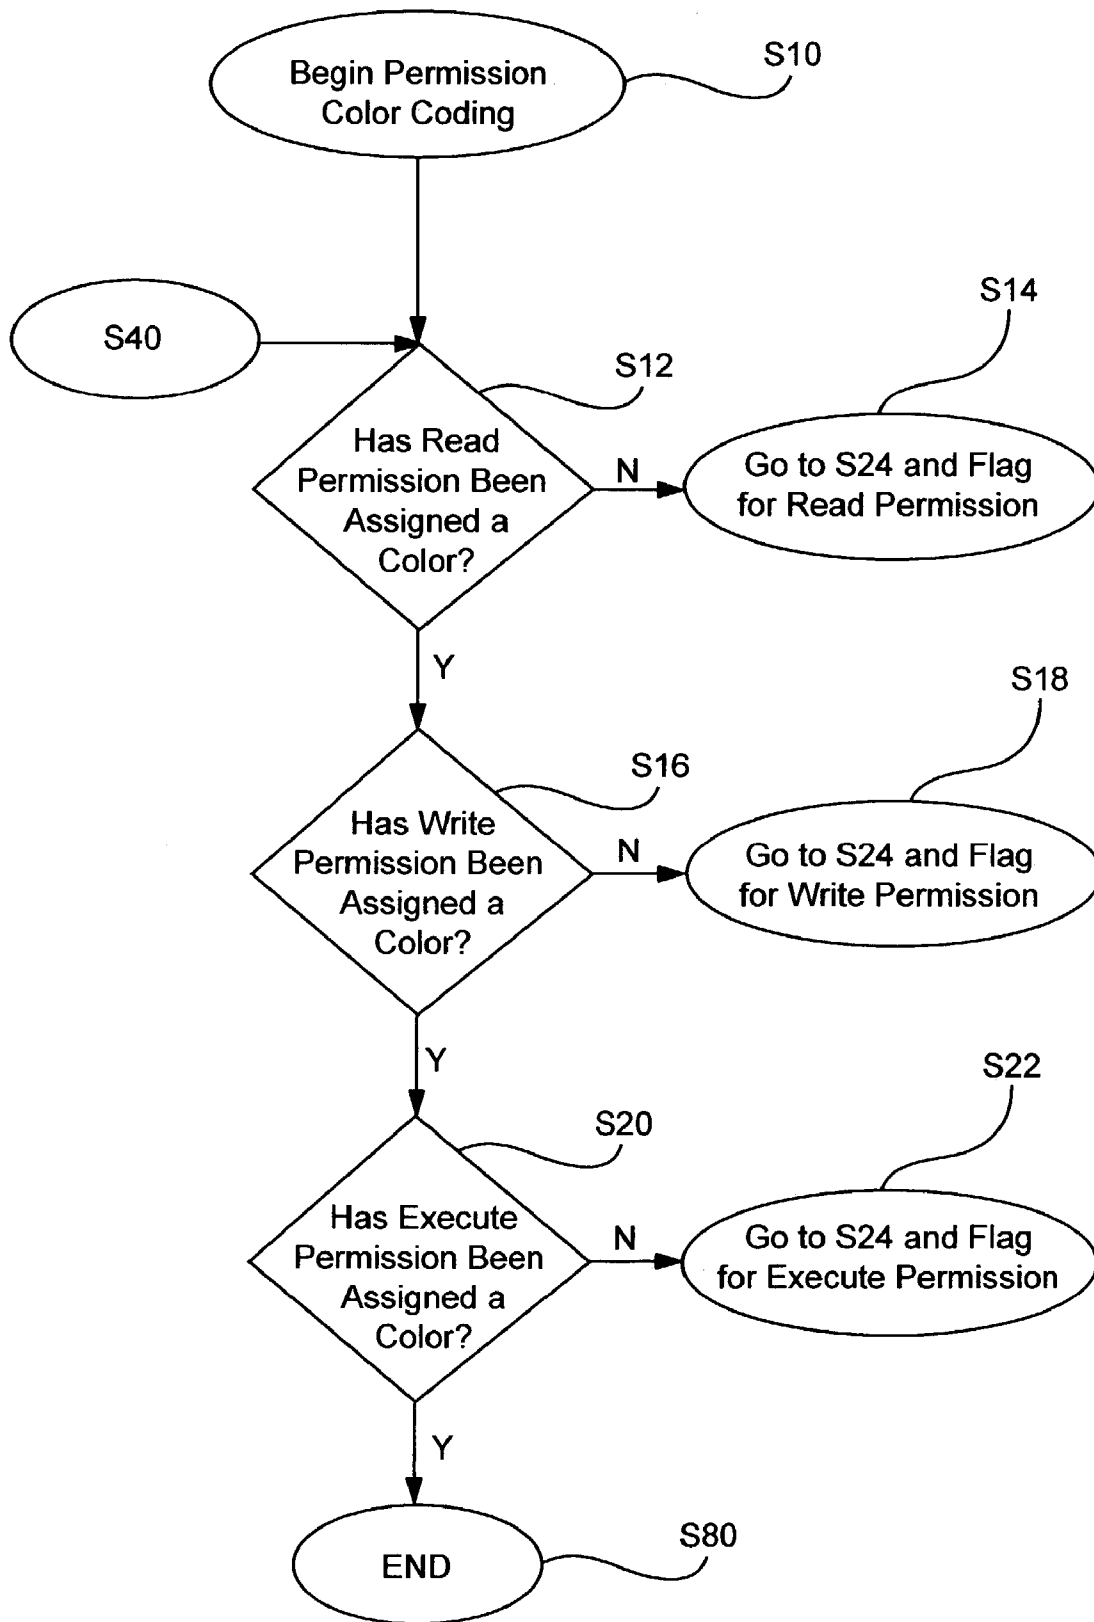 Begin Permission
Color Coding
S10
S40
S14
S12
Has Read
Permission Been
Assigned a
Color?
N
Go to S24 and Flag
for Read Permission
Y
S18
S16
Has Write
Permission Been
Assigned a
Color?
N
Go to S24 and Flag
for Write Permission
Y
S22
S20
Has Execute
Permission Been
Assigned a
Color?
N
Go to S24 and Flag
for Execute Permission
Y
END
S80